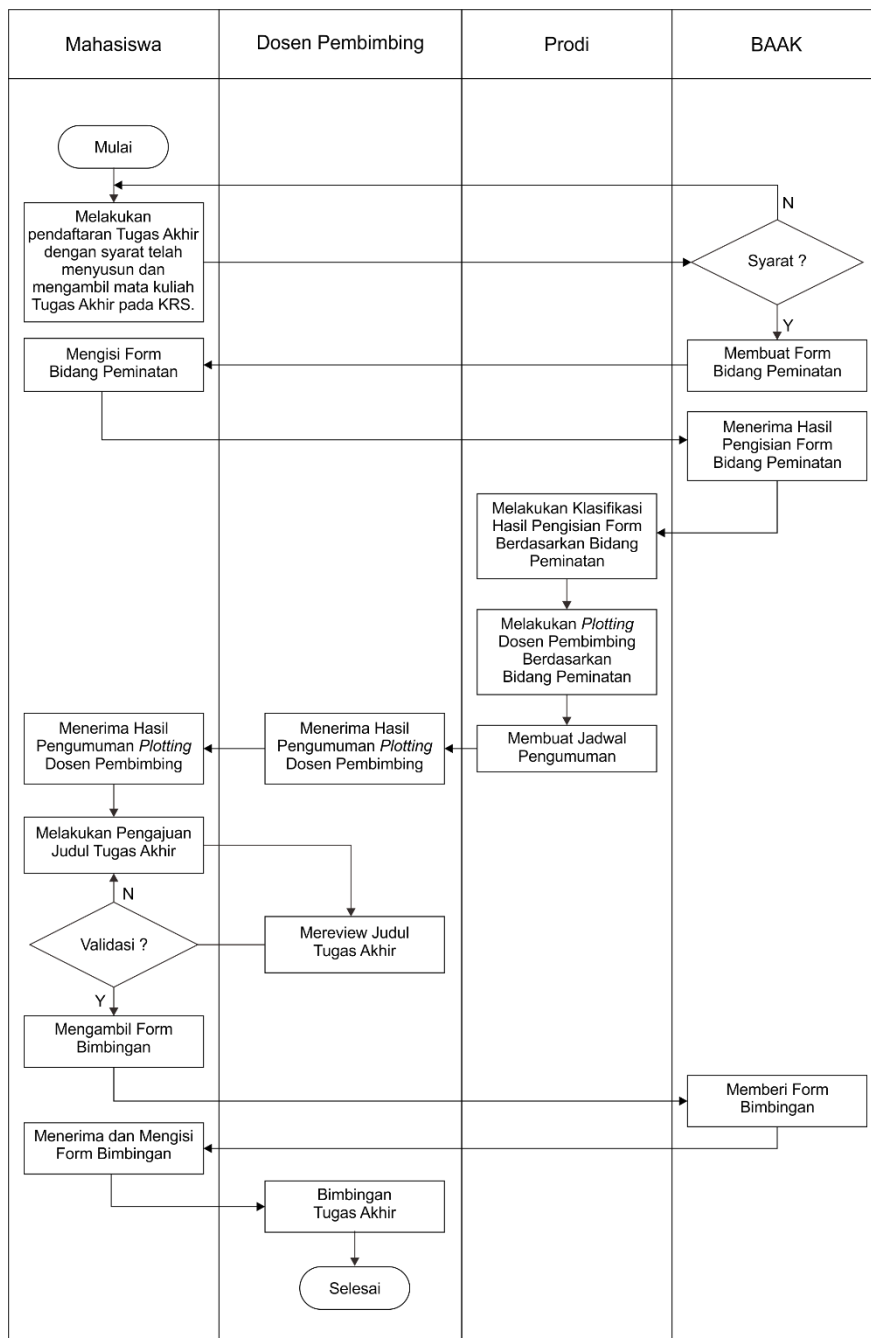 Mahasiswa
Dosen Pembimbing
Prodi
BAAK
Mulai
N
Melakukan
pendaftaran Tugas Akhir
dengan syarat telah
menyusun dan
mengambil mata kuliah
Tugas Akhir pada KRS.
Syarat ?
Y
Mengisi Form
Bidang Peminatan
Membuat Form
Bidang Peminatan
Menerima Hasil
Pengisian Form
Bidang Peminatan
Melakukan Klasifikasi
Hasil Pengisian Form
Berdasarkan Bidang
Peminatan
Melakukan Plotting
Dosen Pembimbing
Berdasarkan
Bidang Peminatan
Menerima Hasil
Pengumuman Plotting
Dosen Pembimbing
Menerima Hasil
Pengumuman Plotting
Dosen Pembimbing
Membuat Jadwal
Pengumuman
Melakukan Pengajuan
Judul Tugas Akhir
N
Validasi ?
Mereview Judul
Tugas Akhir
Y
Mengambil Form
Bimbingan
Memberi Form
Bimbingan
Menerima dan Mengisi
Form Bimbingan
Bimbingan
Tugas Akhir
Selesai